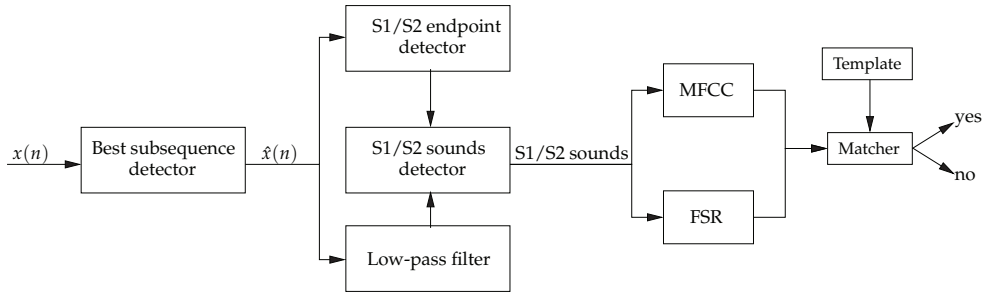 x(n)
Best subsequence
detector
x̂(n)
S1/S2 endpoint
detector
S1/S2 sounds
detector
Low-pass filter
S1/S2 sounds
MFCC
FSR
Template
Matcher
yes
no